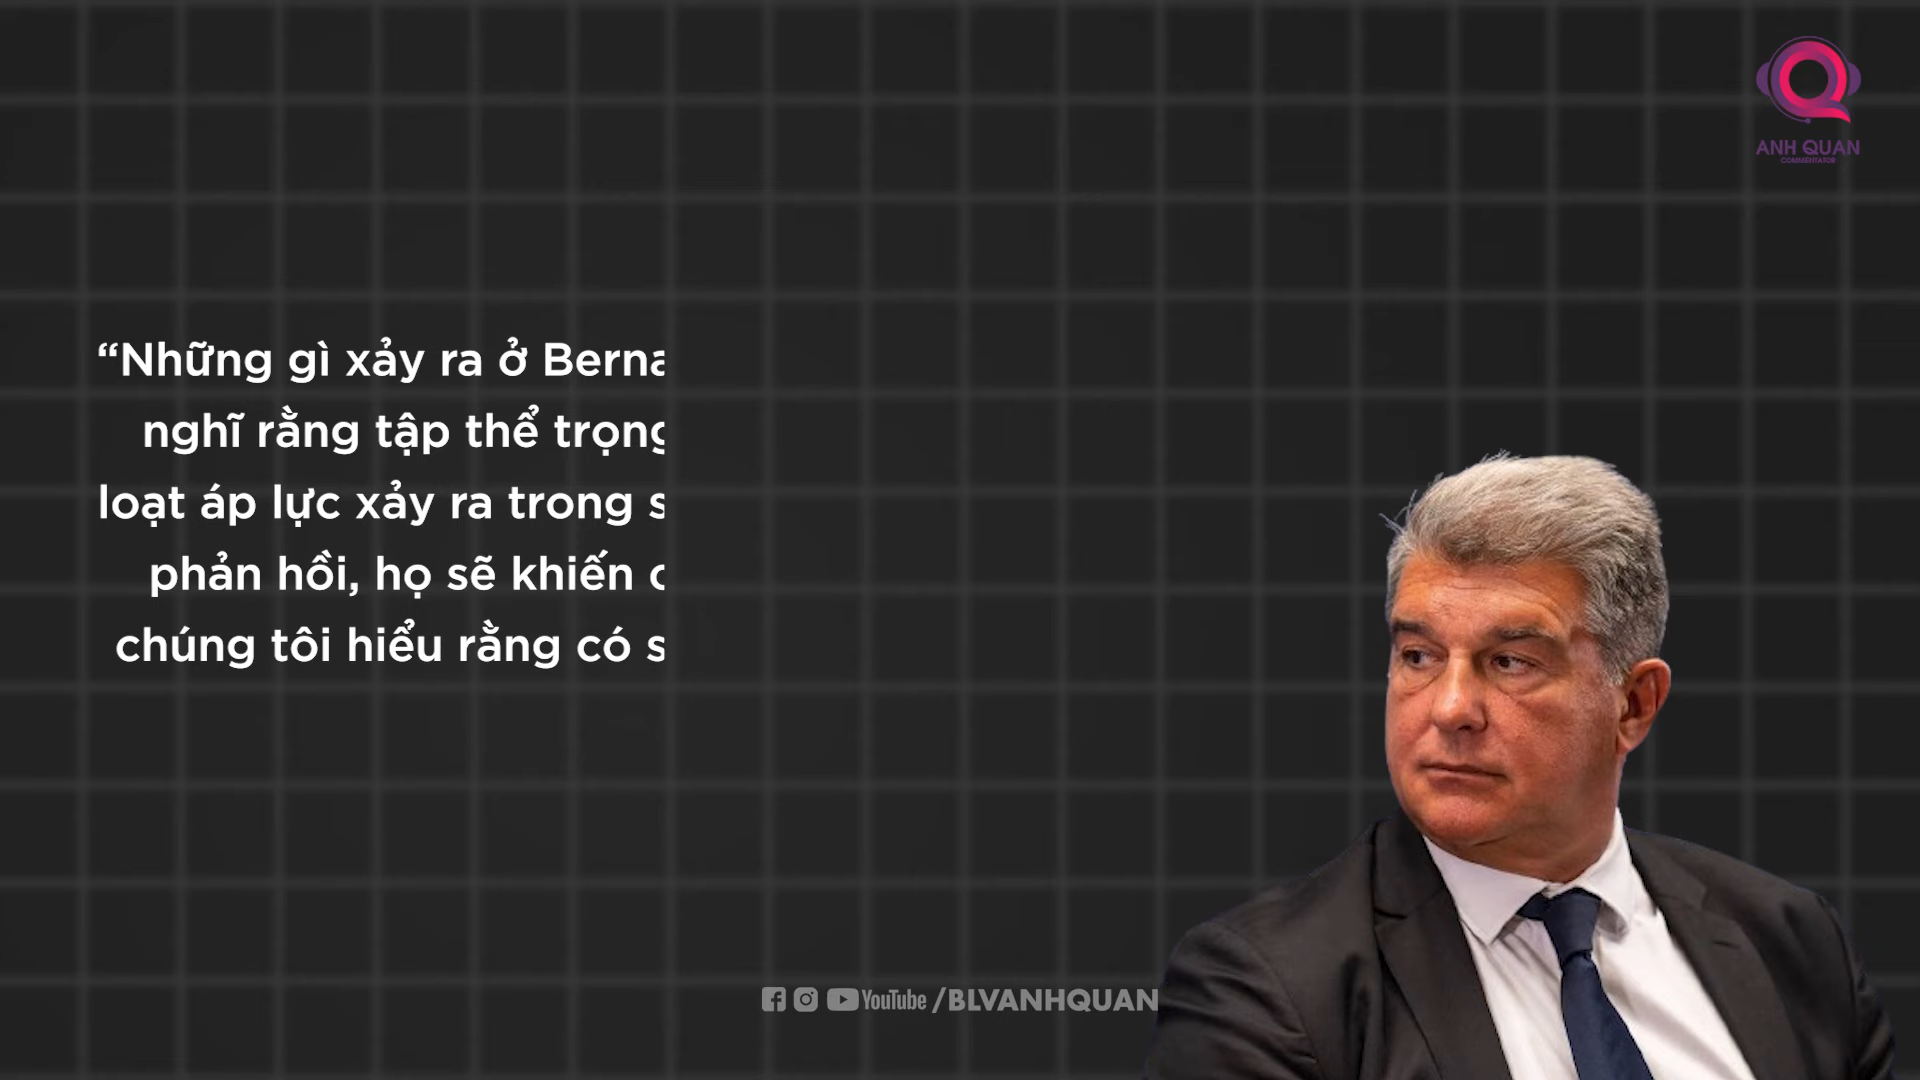 ANH QUAN
COMMENTATOR
“Những gì xảy ra ở Berna
nghĩ rằng tập thể trọng
loạt áp lực xảy ra trong s
phản hồi, họ sẽ khiến c
chúng tôi hiểu rằng có s
YouTube /BLVANHQUAN